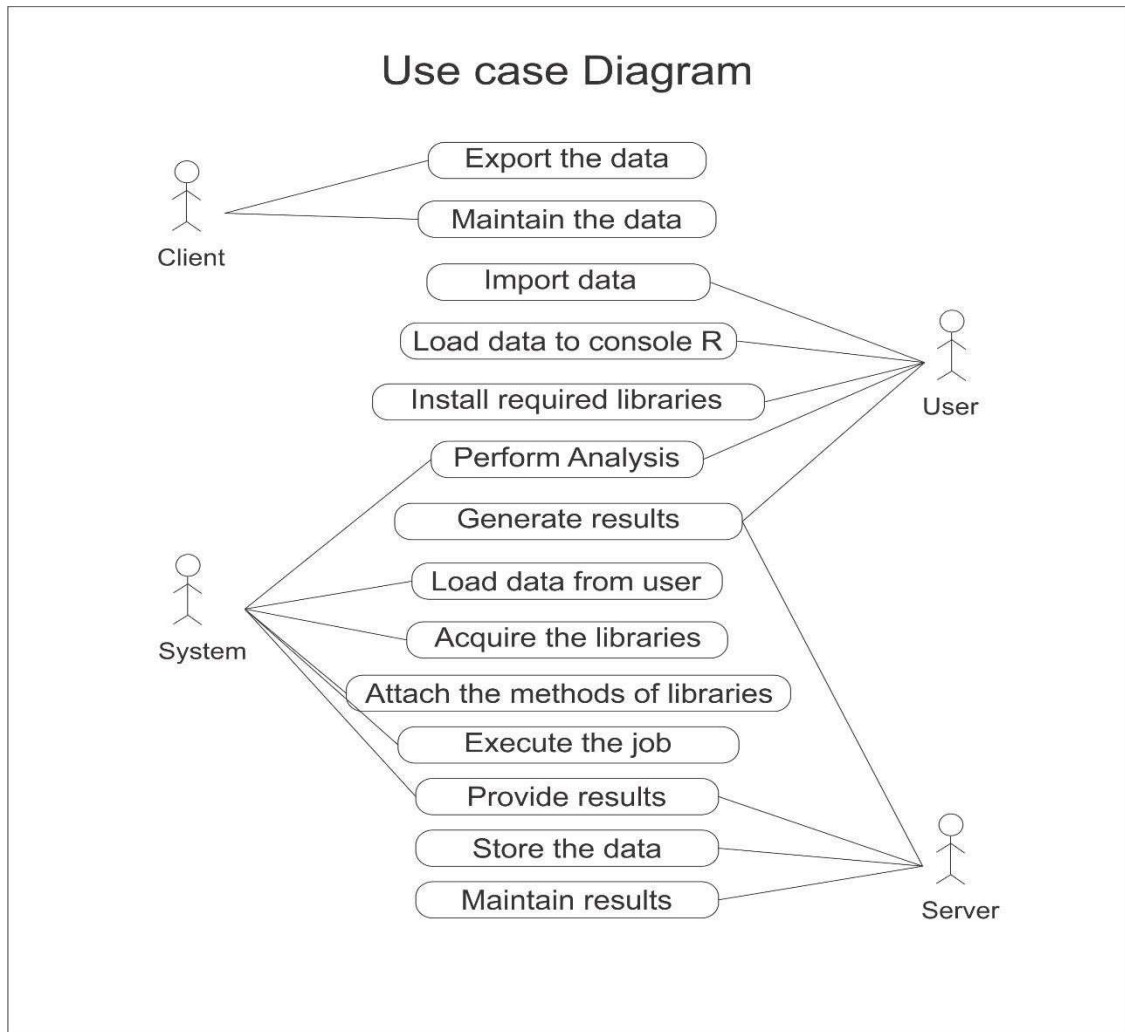 Use case Diagram
Export the data
Client
Maintain the data
Import data
Load data to console R
Install required libraries
User
Perform Analysis
Generate results
Load data from user
System
Acquire the libraries
Attach the methods of libraries
Execute the job
Provide results
Store the data
Maintain results
Server